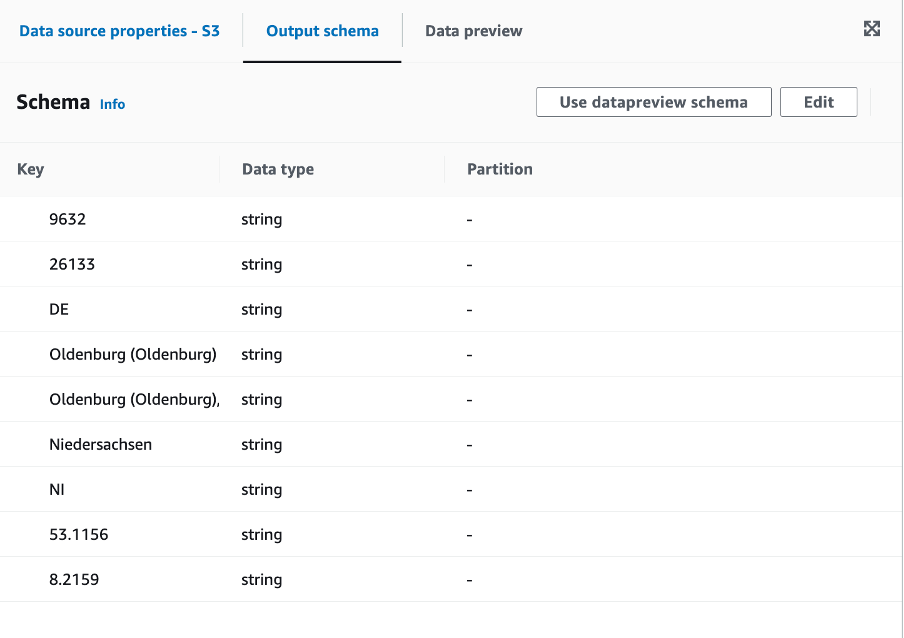 Data source properties - S3 Output schema Data preview
Schema Info Use datapreview schema Edit
Key Data type Partition
9632 string -
26133 string -
DE string -
Oldenburg (Oldenburg) string -
Oldenburg (Oldenburg), string -
Niedersachsen string -
NI string -
53.1156 string -
8.2159 string -